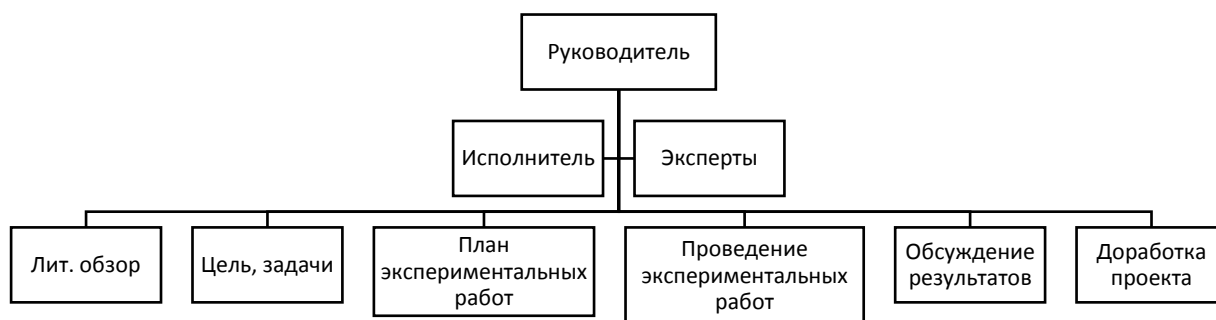 Руководитель
Исполнитель
Эксперты
Лит. обзор
Цель, задачи
План
экспериментальных
работ
Проведение
экспериментальных
работ
Обсуждение
результатов
Доработка
проекта